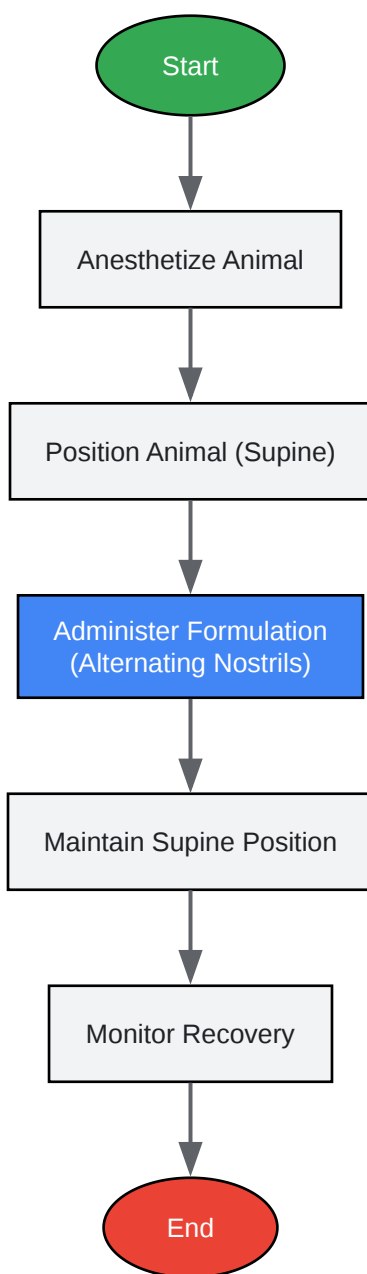 Start
Anesthetize Animal
Position Animal (Supine)
Administer Formulation
(Alternating Nostrils)
Maintain Supine Position
Monitor Recovery
End